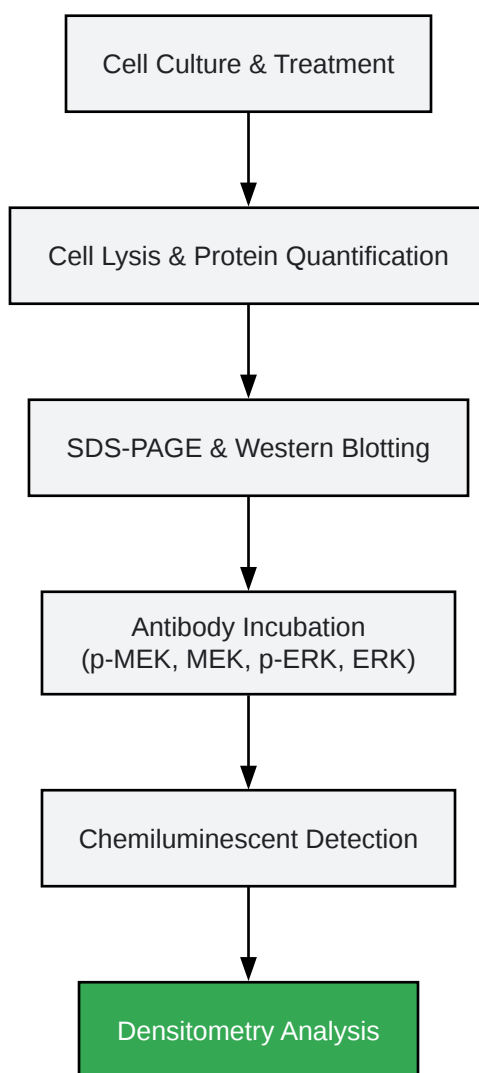 Cell Culture & Treatment
Cell Lysis & Protein Quantification
SDS-PAGE & Western Blotting
Antibody Incubation
(p-MEK, MEK, p-ERK, ERK)
Chemiluminescent Detection
Densitometry Analysis